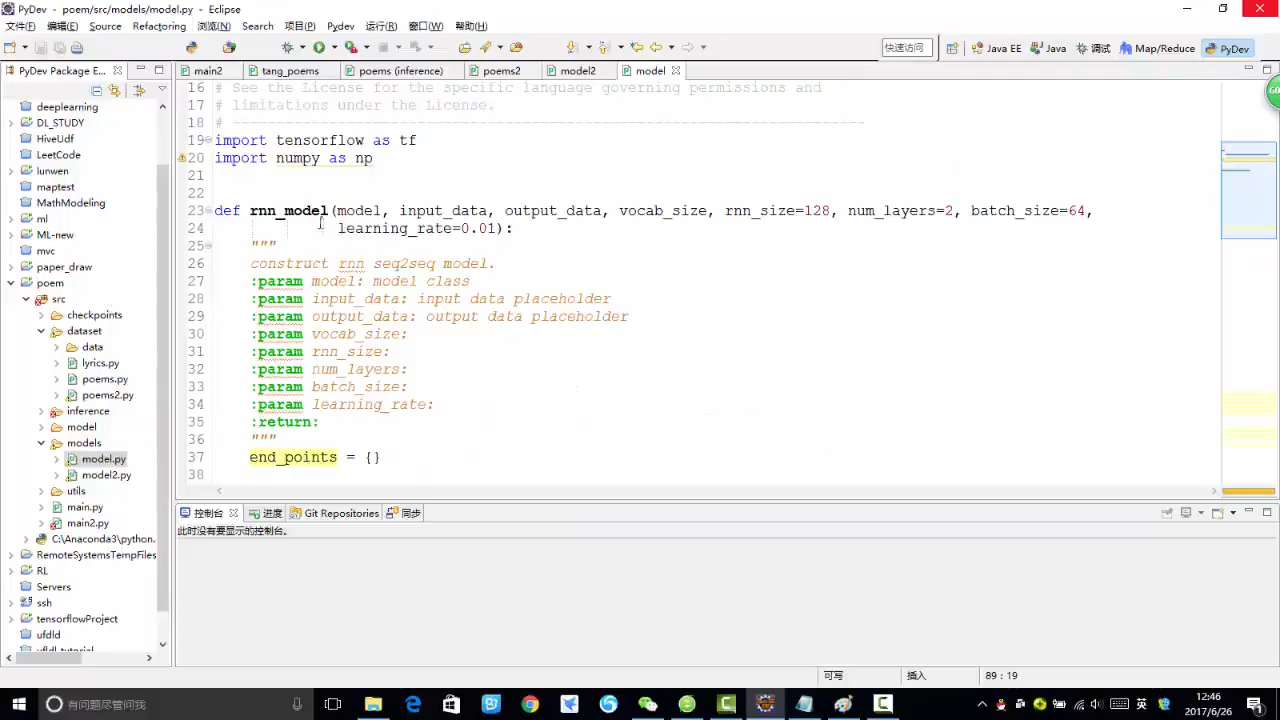 PyDev - poem/src/models/model.py - Eclipse
文件(F) 编辑(E) Source Refactoring 浏览(N) Search 项目(P) Pydev 运行(R) 窗口(W) 帮助(H)
快速访问 Java EE Java 调试 Map/Reduce PyDev
PyDev Package E... main2 tang_poems poems (inference) poems2 model2 model
deeplearning
DL_STUDY
HiveUdf
LeetCode
lunwen
maptest
MathModeling
ml
ML-new
mvc
paper_draw
poem
src
checkpoints
dataset
data
lyrics.py
poems.py
poems2.py
inference
model
models
model.py
model2.py
utils
main.py
main2.py
C:\Anaconda3\python.
RemoteSystemsTempFiles
RL
Servers
ssh
tensorflowProject
ufdld
ufldl_tutorial
16 # See the License for the specific language governing permissions and
17 # limitations under the License.
18 # ------------------------------------------------------------------------
19 import tensorflow as tf
20 import numpy as np
21
22
23 def rnn_model(model, input_data, output_data, vocab_size, rnn_size=128, num_layers=2, batch_size=64,
24 learning_rate=0.01):
25 """
26 construct rnn seq2seq model.
27 :param model: model class
28 :param input_data: input data placeholder
29 :param output_data: output data placeholder
30 :param vocab_size:
31 :param rnn_size:
32 :param num_layers:
33 :param batch_size:
34 :param learning_rate:
35 :return:
36 """
37 end_points = {}
38
60
控制台 进度 Git Repositories 同步
此时没有要显示的控制台。
可写 插入 89 : 19
有问题尽管问我
英
12:46
2017/6/26
1